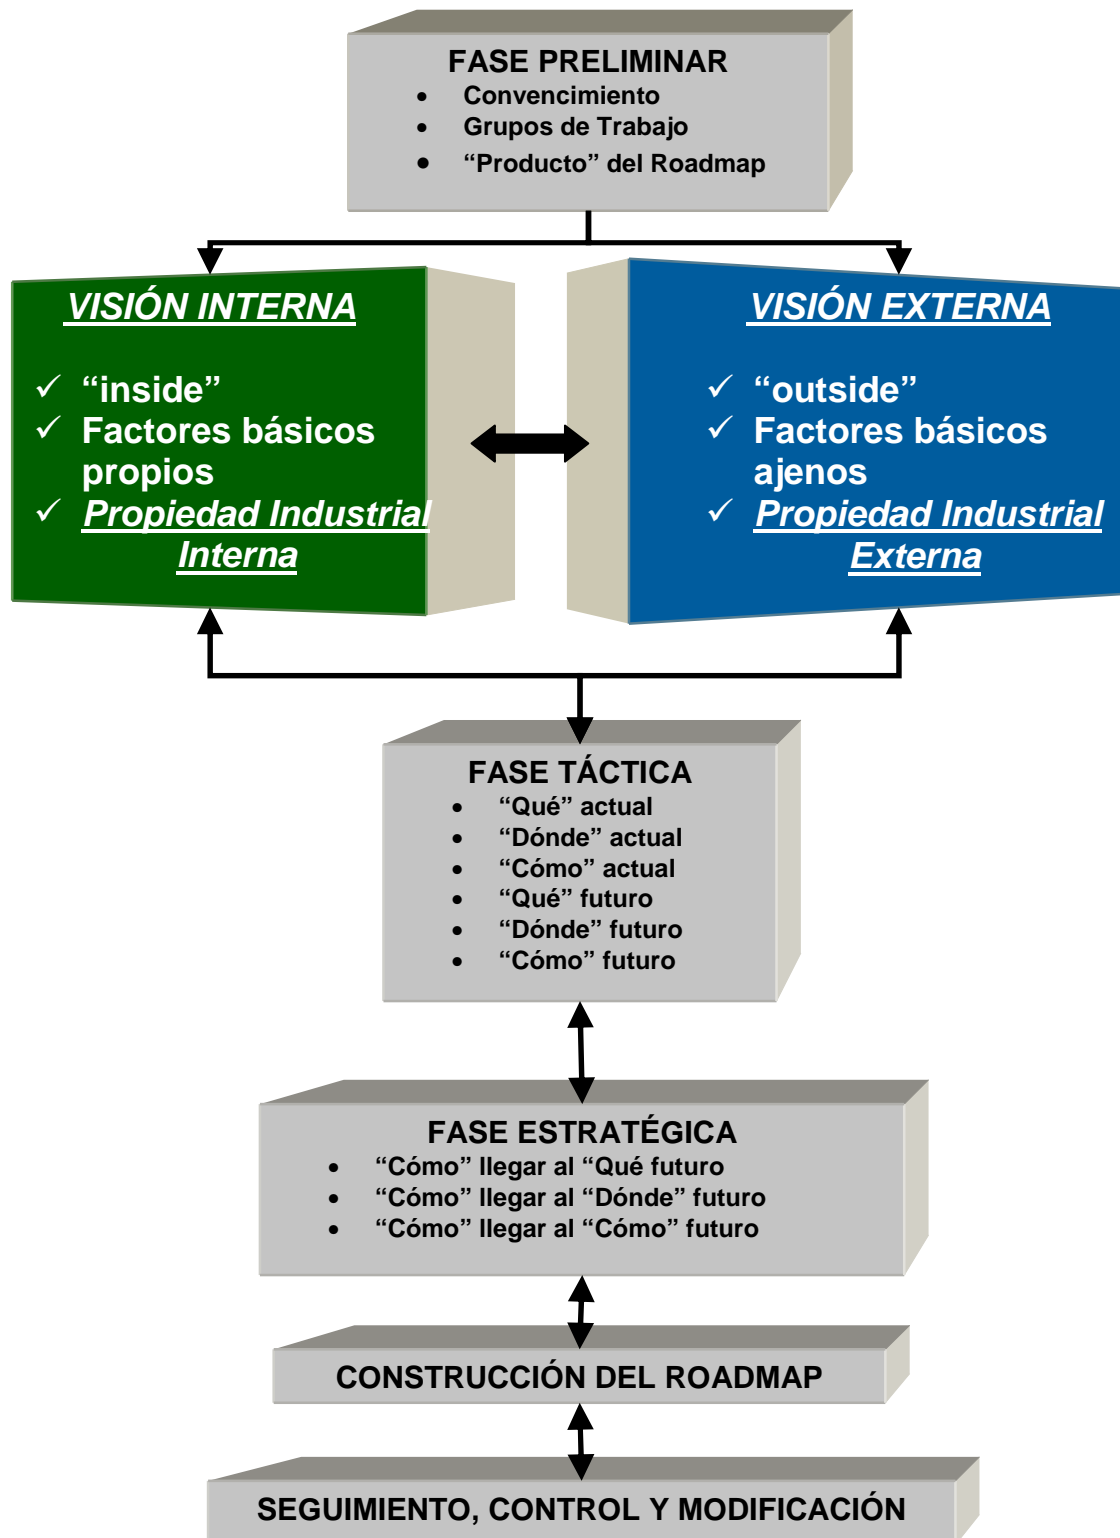 FASE PRELIMINAR
• Convencimiento
• Grupos de Trabajo
• “Producto” del Roadmap
VISIÓN INTERNA
✓ “inside”
✓ Factores básicos
propios
✓ Propiedad Industrial
Interna
VISIÓN EXTERNA
✓ “outside”
✓ Factores básicos
ajenos
✓ Propiedad Industrial
Externa
FASE TÁCTICA
• “Qué” actual
• “Dónde” actual
• “Cómo” actual
• “Qué” futuro
• “Dónde” futuro
• “Cómo” futuro
FASE ESTRATÉGICA
• “Cómo” llegar al “Qué futuro
• “Cómo” llegar al “Dónde” futuro
• “Cómo” llegar al “Cómo” futuro
CONSTRUCCIÓN DEL ROADMAP
SEGUIMIENTO, CONTROL Y MODIFICACIÓN